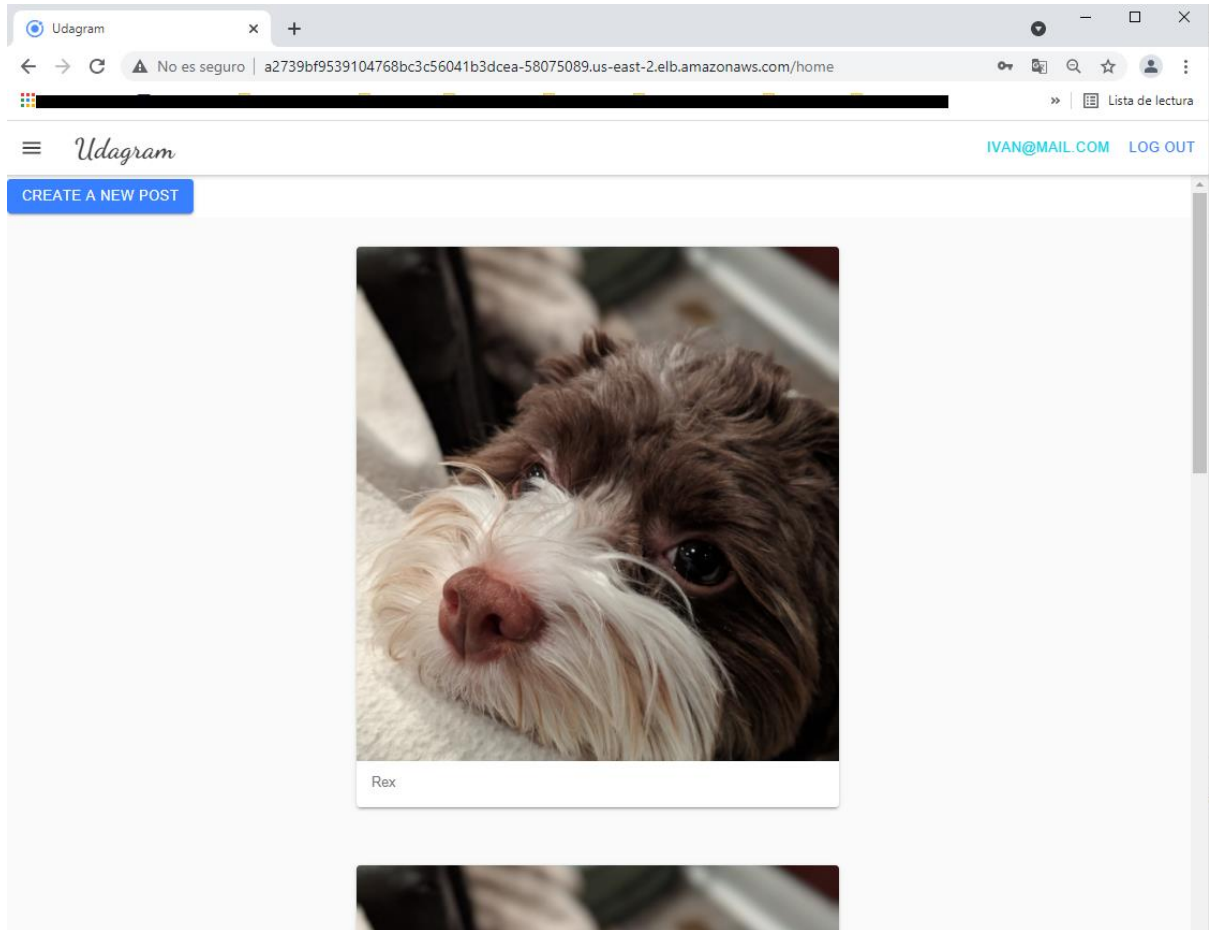 Udagram
No es seguro | a2739bf9539104768bc3c56041b3dcea-58075089.us-east-2.elb.amazonaws.com/home
» Lista de lectura
Udagram IVAN@MAIL.COM LOG OUT
CREATE A NEW POST
Rex